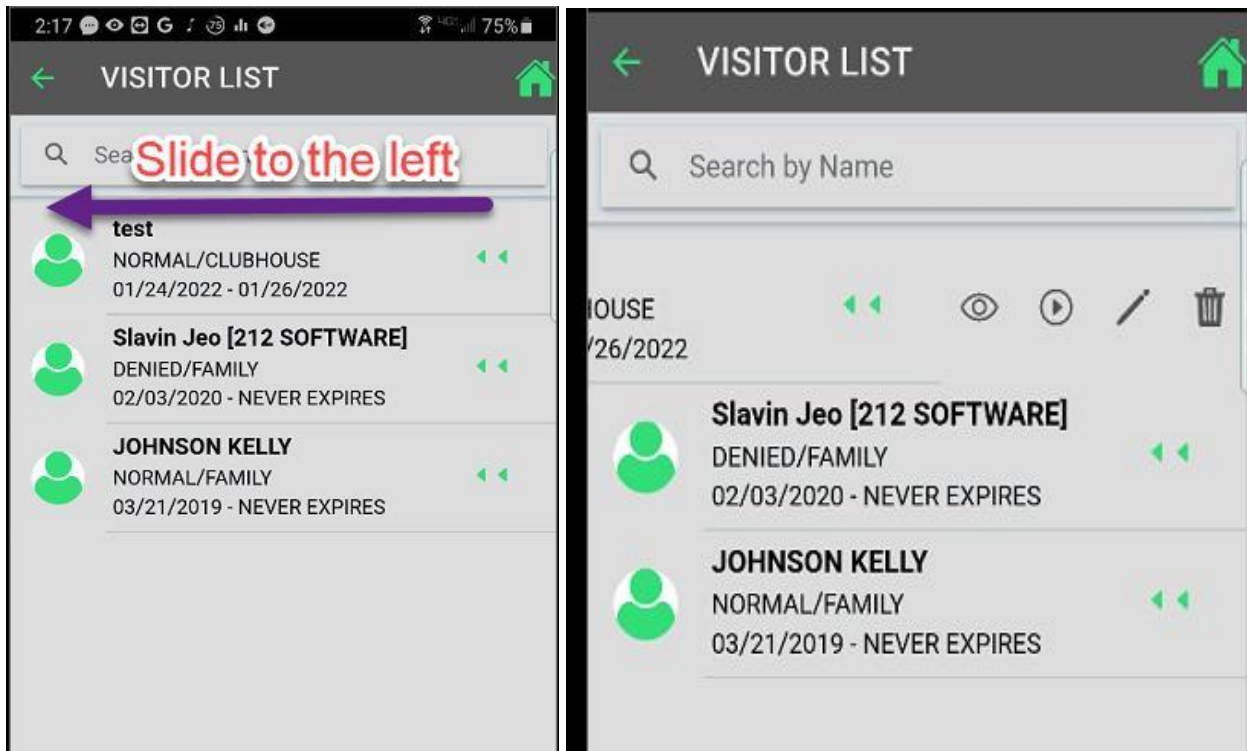 2:17 75%
VISITOR LIST
Sea
Slide to the left
test
NORMAL/CLUBHOUSE
01/24/2022 - 01/26/2022
Slavin Jeo [212 SOFTWARE]
DENIED/FAMILY
02/03/2020 - NEVER EXPIRES
JOHNSON KELLY
NORMAL/FAMILY
03/21/2019 - NEVER EXPIRES
VISITOR LIST
Search by Name
OUSE
/26/2022
Slavin Jeo [212 SOFTWARE]
DENIED/FAMILY
02/03/2020 - NEVER EXPIRES
JOHNSON KELLY
NORMAL/FAMILY
03/21/2019 - NEVER EXPIRES